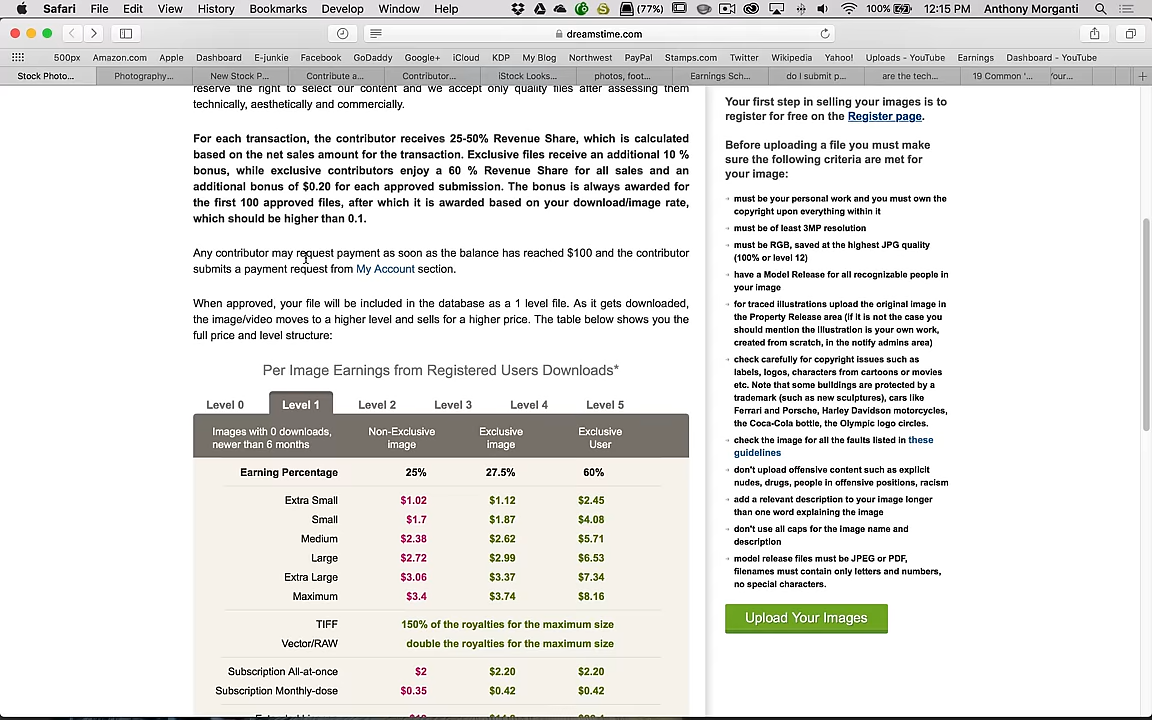 Safari File Edit View History Bookmarks Develop Window Help (77%) 100% 12:15 PM Anthony Morganti
dreamstime.com
500px Amazon.com Apple Dashboard E-junkie Facebook GoDaddy Google+ iCloud KDP My Blog Northwest PayPal Stamps.com Twitter Wikipedia Yahoo! Uploads - YouTube Earnings Dashboard - YouTube
Stock Photo... Photography... New Stock P... Contribute a... Contributor... iStock Looks... photos, foot... Earnings Sch... do I submit p... are the tech... 19 Common '... Your...
reserve the right to select our content and we accept only quality files after assessing them
technically, aesthetically and commercially.
For each transaction, the contributor receives 25-50% Revenue Share, which is calculated
based on the net sales amount for the transaction. Exclusive files receive an additional 10 %
bonus, while exclusive contributors enjoy a 60 % Revenue Share for all sales and an
additional bonus of $0.20 for each approved submission. The bonus is always awarded for
the first 100 approved files, after which it is awarded based on your download/image rate,
which should be higher than 0.1.
Any contributor may request payment as soon as the balance has reached $100 and the contributor
submits a payment request from My Account section.
When approved, your file will be included in the database as a 1 level file. As it gets downloaded,
the image/video moves to a higher level and sells for a higher price. The table below shows you the
full price and level structure:
Per Image Earnings from Registered Users Downloads*
Level 0 Level 1 Level 2 Level 3 Level 4 Level 5
Images with 0 downloads, Non-Exclusive Exclusive Exclusive
newer than 6 months image image User
Earning Percentage 25% 27.5% 60%
Extra Small $1.02 $1.12 $2.45
Small $1.7 $1.87 $4.08
Medium $2.38 $2.62 $5.71
Large $2.72 $2.99 $6.53
Extra Large $3.06 $3.37 $7.34
Maximum $3.4 $3.74 $8.16
TIFF 150% of the royalties for the maximum size
Vector/RAW double the royalties for the maximum size
Subscription All-at-once $2 $2.20 $2.20
Subscription Monthly-dose $0.35 $0.42 $0.42
Your first step in selling your images is to
register for free on the Register page.
Before uploading a file you must make
sure the following criteria are met for
your image:
must be your personal work and you must own the
copyright upon everything within it
must be of least 3MP resolution
must be RGB, saved at the highest JPG quality
(100% or level 12)
have a Model Release for all recognizable people in
your image
for traced illustrations upload the original image in
the Property Release area (if it is not the case you
should mention the illustration is your own work,
created from scratch, in the notify admins area)
check carefully for copyright issues such as
labels, logos, characters from cartoons or movies
etc. Note that some buildings are protected by a
trademark (such as new sculptures), cars like
Ferrari and Porsche, Harley Davidson motorcycles,
the Coca-Cola bottle, the Olympic logo circles.
check the image for all the faults listed in these
guidelines
don't upload offensive content such as explicit
nudes, drugs, people in offensive positions, racism
add a relevant description to your image longer
than one word explaining the image
don't use all caps for the image name and
description
model release files must be JPEG or PDF,
filenames must contain only letters and numbers,
no special characters.
Upload Your Images